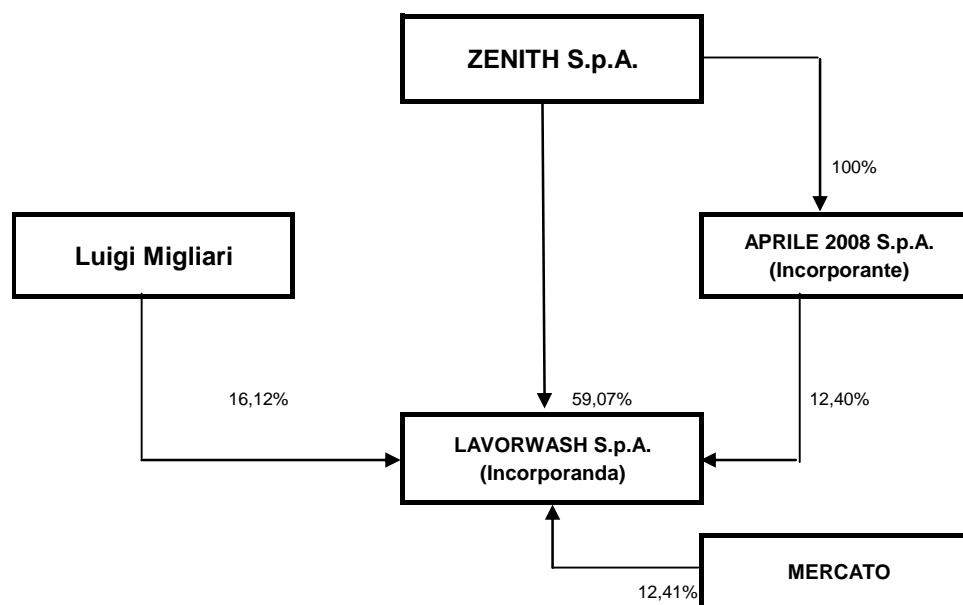 ZENITH S.p.A.
100%
Luigi Migliari
APRILE 2008 S.p.A.
(Incorporante)
16,12%
59,07%
12,40%
LAVORWASH S.p.A.
(Incorporanda)
MERCATO
12,41%